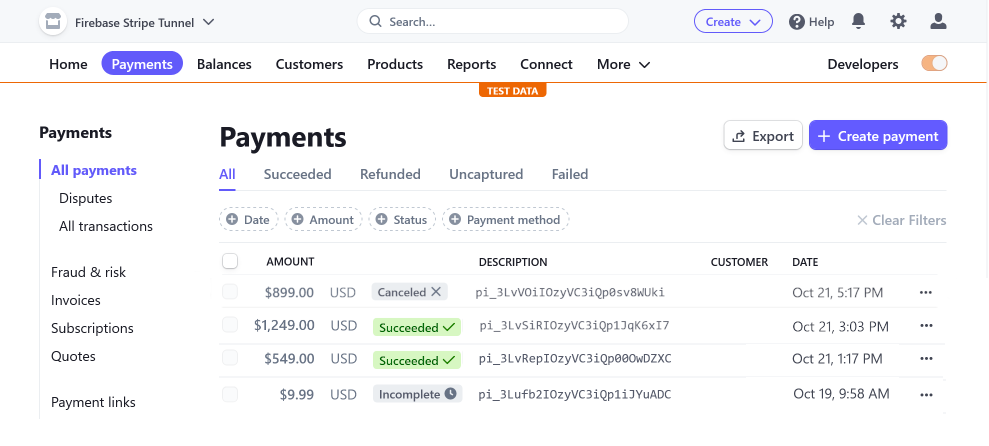 Firebase Stripe Tunnel
Search...
Create
Help
Home Payments Balances Customers Products Reports Connect More Developers
TEST DATA
Payments
All payments
Disputes
All transactions
Fraud & risk
Invoices
Subscriptions
Quotes
Payment links
Payments
Export
+ Create payment
All Succeeded Refunded Uncaptured Failed
Date Amount Status Payment method Clear Filters
AMOUNT DESCRIPTION CUSTOMER DATE
$899.00 USD Canceled pi_3LvVOiIOzyVC3iQp0sv8WUki Oct 21, 5:17 PM
$1,249.00 USD Succeeded pi_3LvSiRIOzyVC3iQp1JqK6xI7 Oct 21, 3:03 PM
$549.00 USD Succeeded pi_3LvRepIOzyVC3iQp00OwDZXC Oct 21, 1:17 PM
$9.99 USD Incomplete pi_3Lufb2IOzyVC3iQp1iJYuADC Oct 19, 9:58 AM